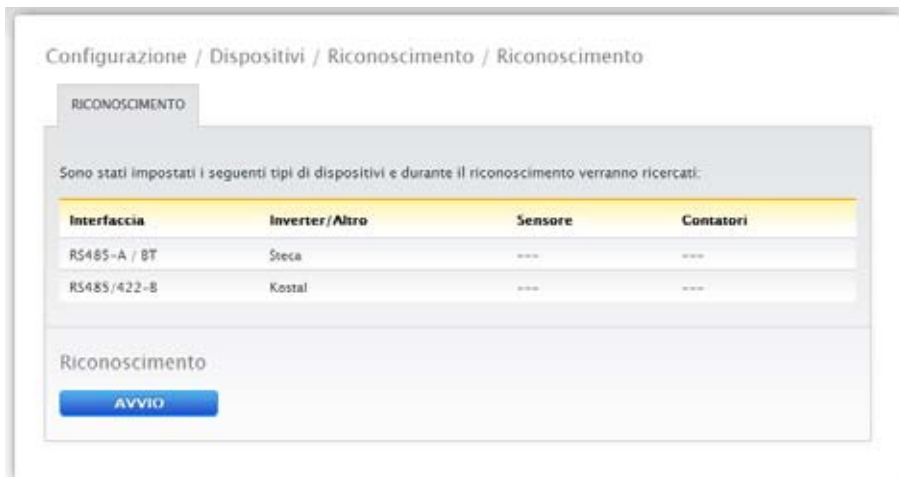 Configurazione / Dispositivi / Riconoscimento / Riconoscimento
RICONOSCIMENTO
Sono stati impostati i seguenti tipi di dispositivi e durante il riconoscimento verranno ricercati:
Interfaccia Inverter/Altro Sensore Contatori
RS485-A / BT Steca --- ---
RS485/422-B Kostal --- ---
Riconoscimento
AVVIO